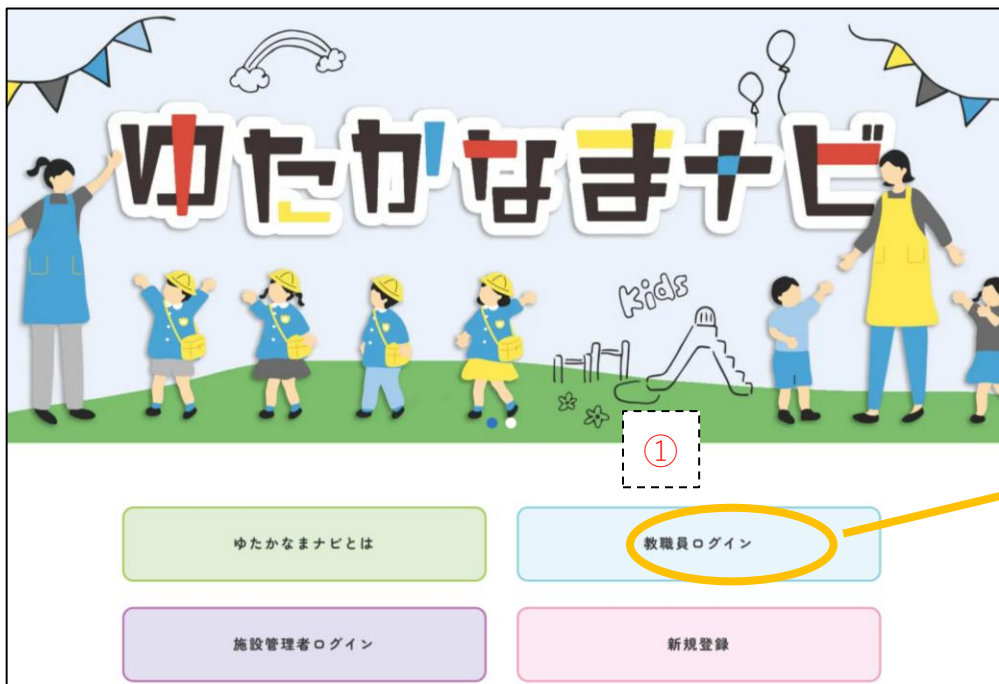 ゆたかなまナビ
Kids
①
ゆたかなまナビとは
教職員ログイン
施設管理者ログイン
新規登録